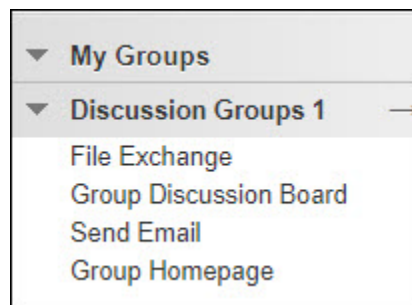 My Groups
Discussion Groups 1
File Exchange
Group Discussion Board
Send Email
Group Homepage